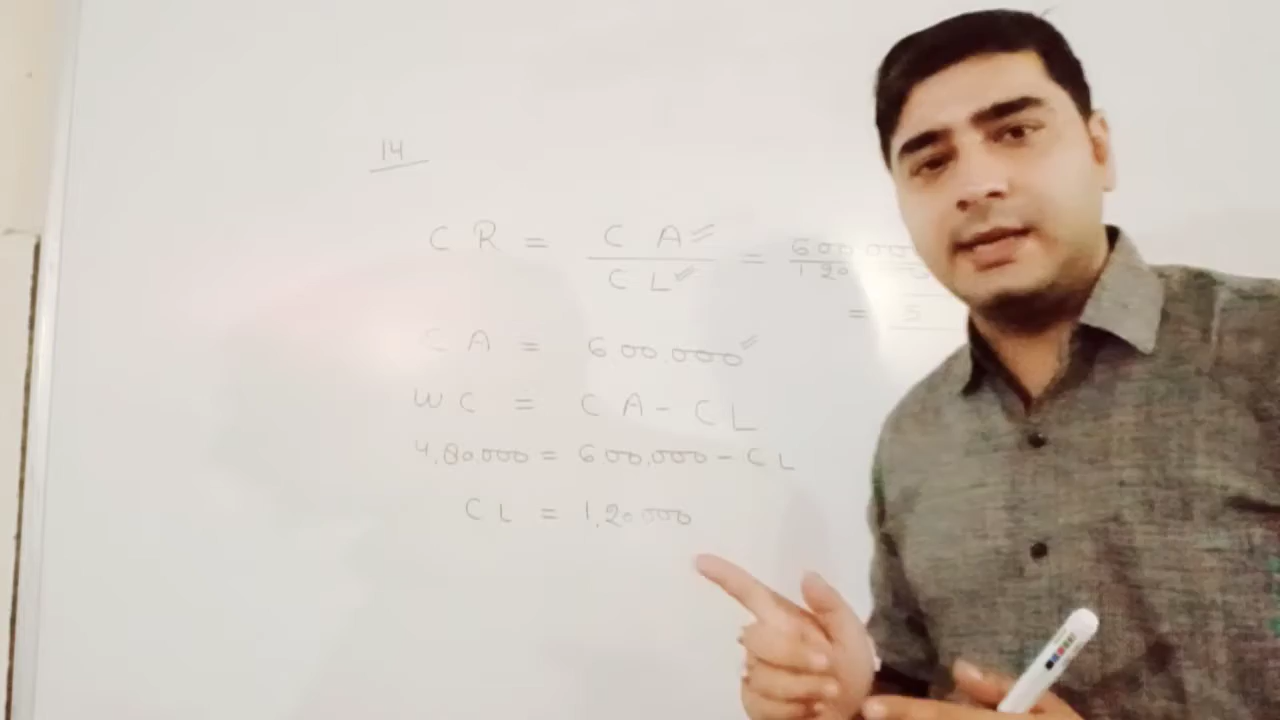 14
CR = CA / CL = 600,000 / 120
= 5
CA = 600,000
WC = CA - CL
4,80,000 = 600,000 - CL
CL = 1,20,000